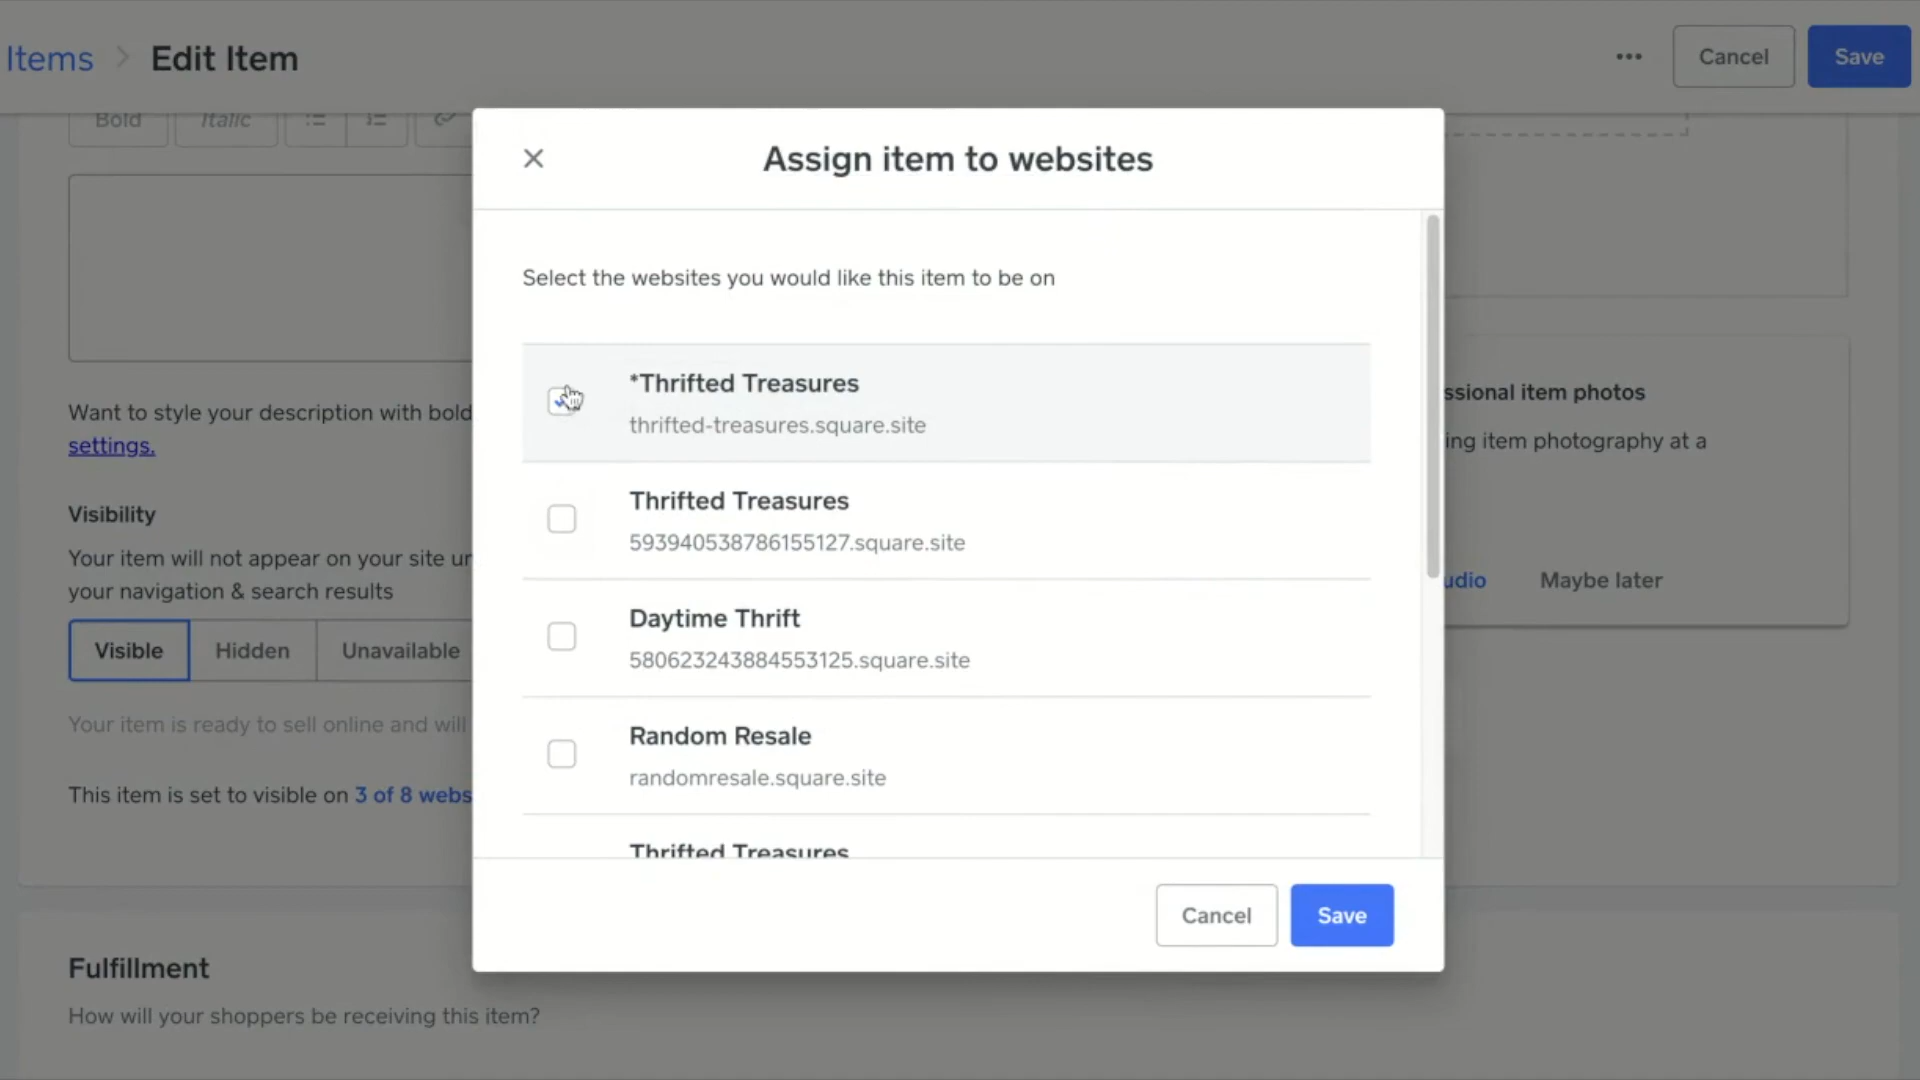 Items > Edit Item
Cancel
Save
Bold
Italic
Assign item to websites
Select the websites you would like this item to be on
*Thrifted Treasures
thrifted-treasures.square.site
Thrifted Treasures
593940538786155127.square.site
Daytime Thrift
580623243884553125.square.site
Random Resale
randomresale.square.site
Thrifted Treasures
Cancel
Save
Want to style your description with bold
settings.
Visibility
Your item will not appear on your site
your navigation & search results
Visible
Hidden
Unavailable
Your item is ready to sell online and will
This item is set to visible on 3 of 8
item photos
item photography at a
Maybe later
Fulfillment
How will your shoppers be receiving this item?